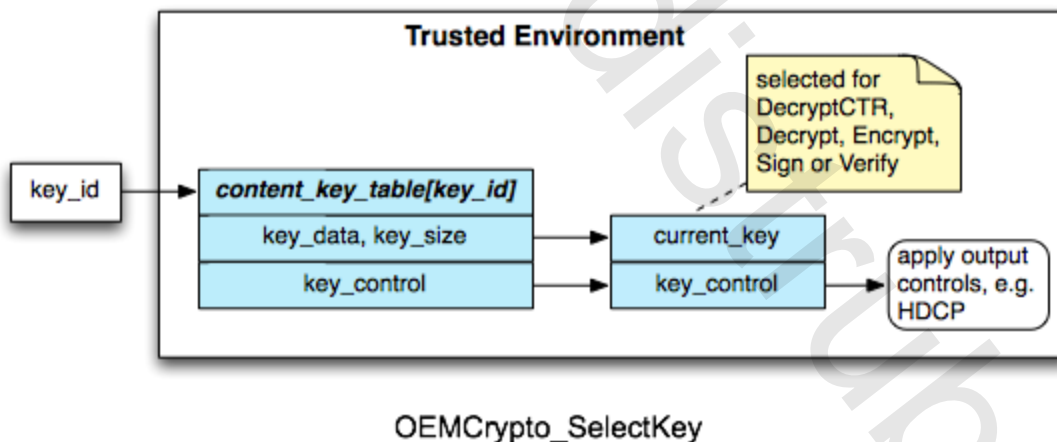 Trusted Environment
selected for
DecryptCTR,
Decrypt, Encrypt,
Sign or Verify
key_id
content_key_table[key_id]
key_data, key_size
current_key
key_control
key_control
apply output
controls, e.g.
HDCP
OEMCrypto_SelectKey